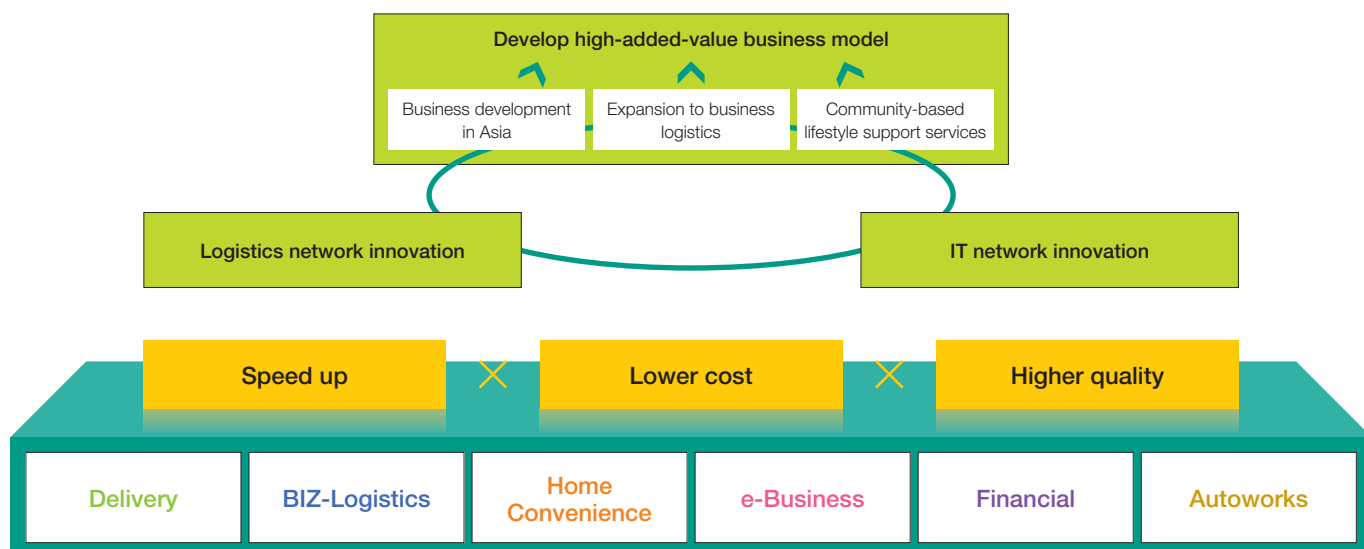 Develop high-added-value business model
Business development
in Asia
Expansion to business
logistics
Community-based
lifestyle support services
Logistics network innovation
IT network innovation
Speed up
Lower cost
Higher quality
Delivery
BIZ-Logistics
Home
Convenience
e-Business
Financial
Autoworks